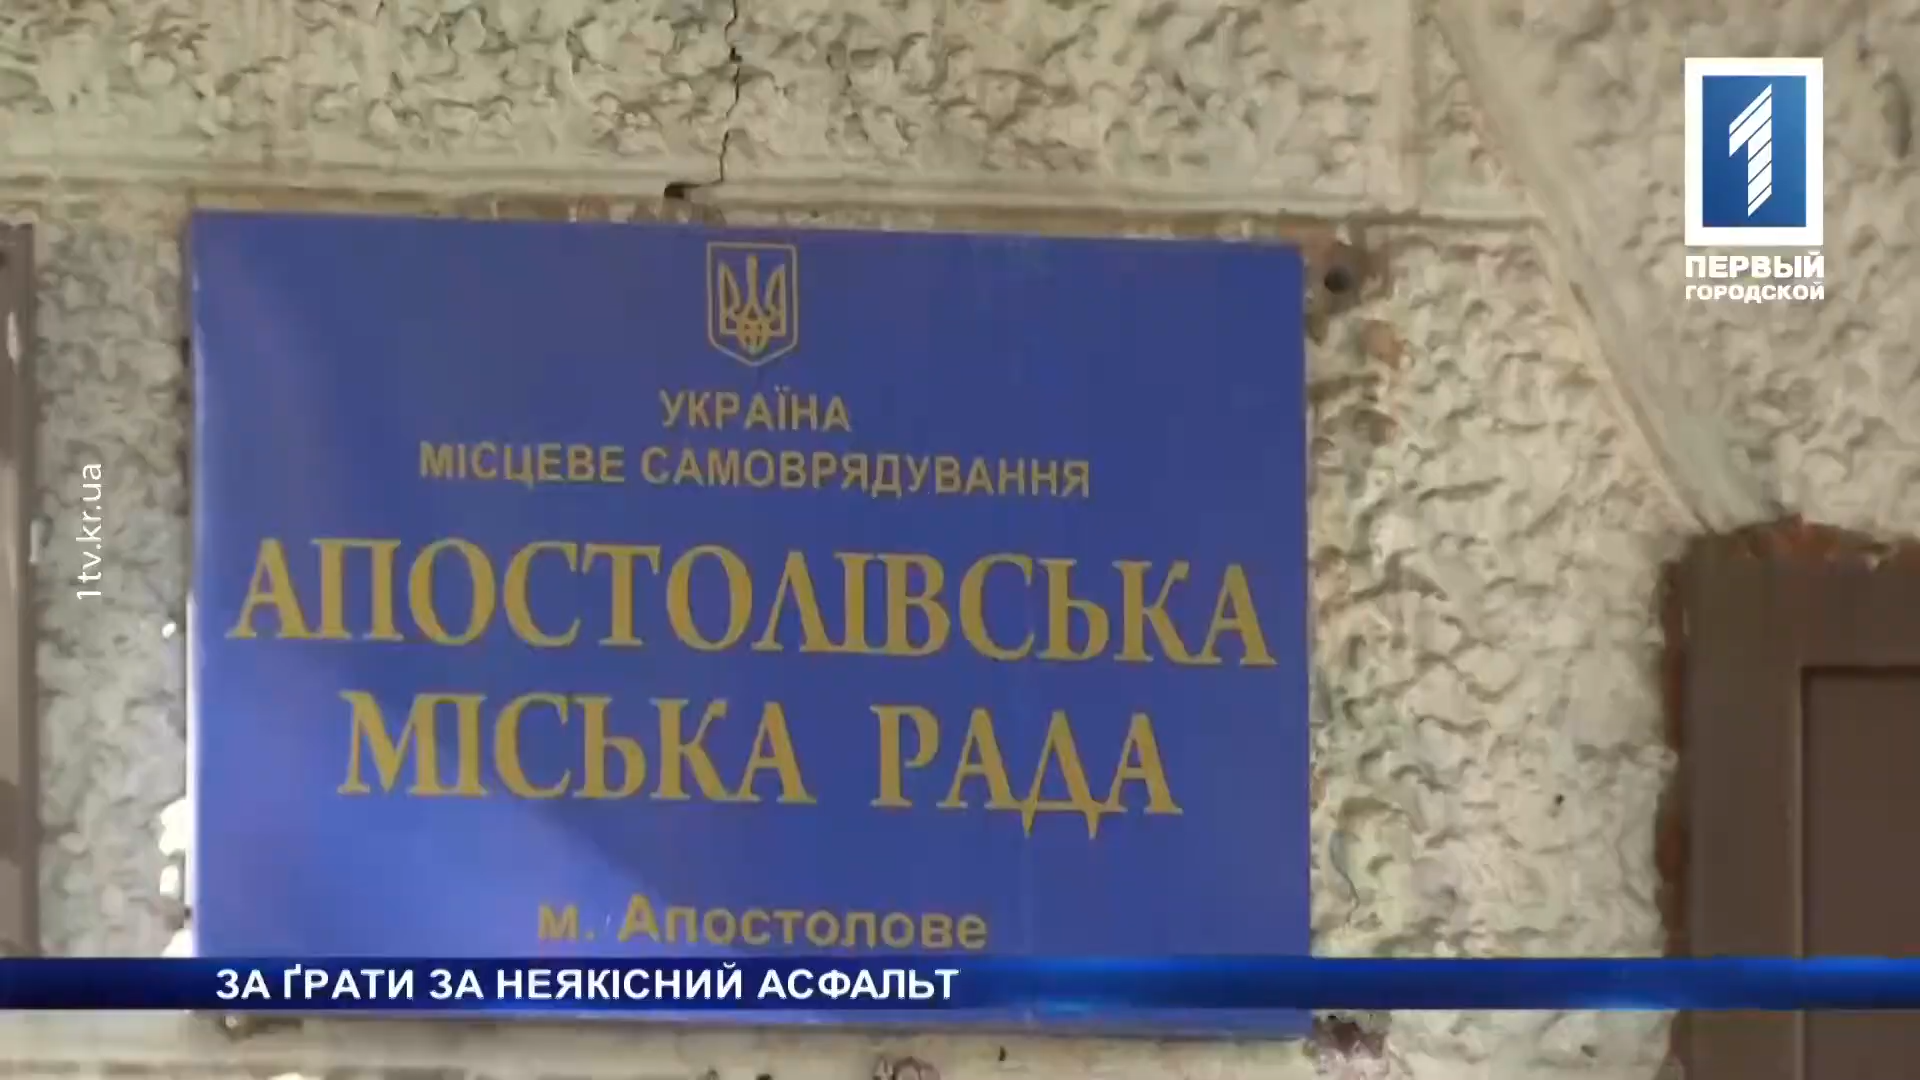 ПЕРВЫЙ
ГОРОДСКОЙ
УКРАЇНА
МІСЦЕВЕ САМОВРЯДУВАННЯ
АПОСТОЛІВСЬКА
МІСЬКА РАДА
м. Апостолове
1tv.kr.ua
ЗА ҐРАТИ ЗА НЕЯКІСНИЙ АСФАЛЬТ